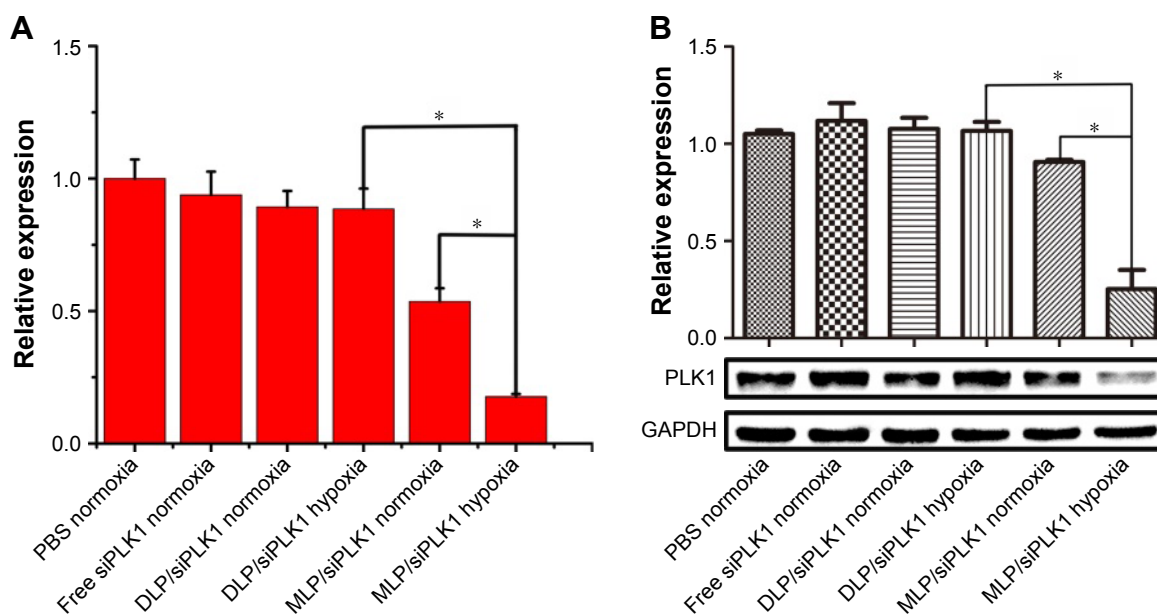 A
Relative expression
1.5
1.0
0.5
0.0
*
*
PBS normoxia
Free siPLK1 normoxia
DLP/siPLK1 normoxia
DLP/siPLK1 hypoxia
MLP/siPLK1 normoxia
MLP/siPLK1 hypoxia
B
Relative expression
1.5
1.0
0.5
0.0
*
*
PLK1
GAPDH
PBS normoxia
Free siPLK1 normoxia
DLP/siPLK1 normoxia
DLP/siPLK1 hypoxia
MLP/siPLK1 normoxia
MLP/siPLK1 hypoxia